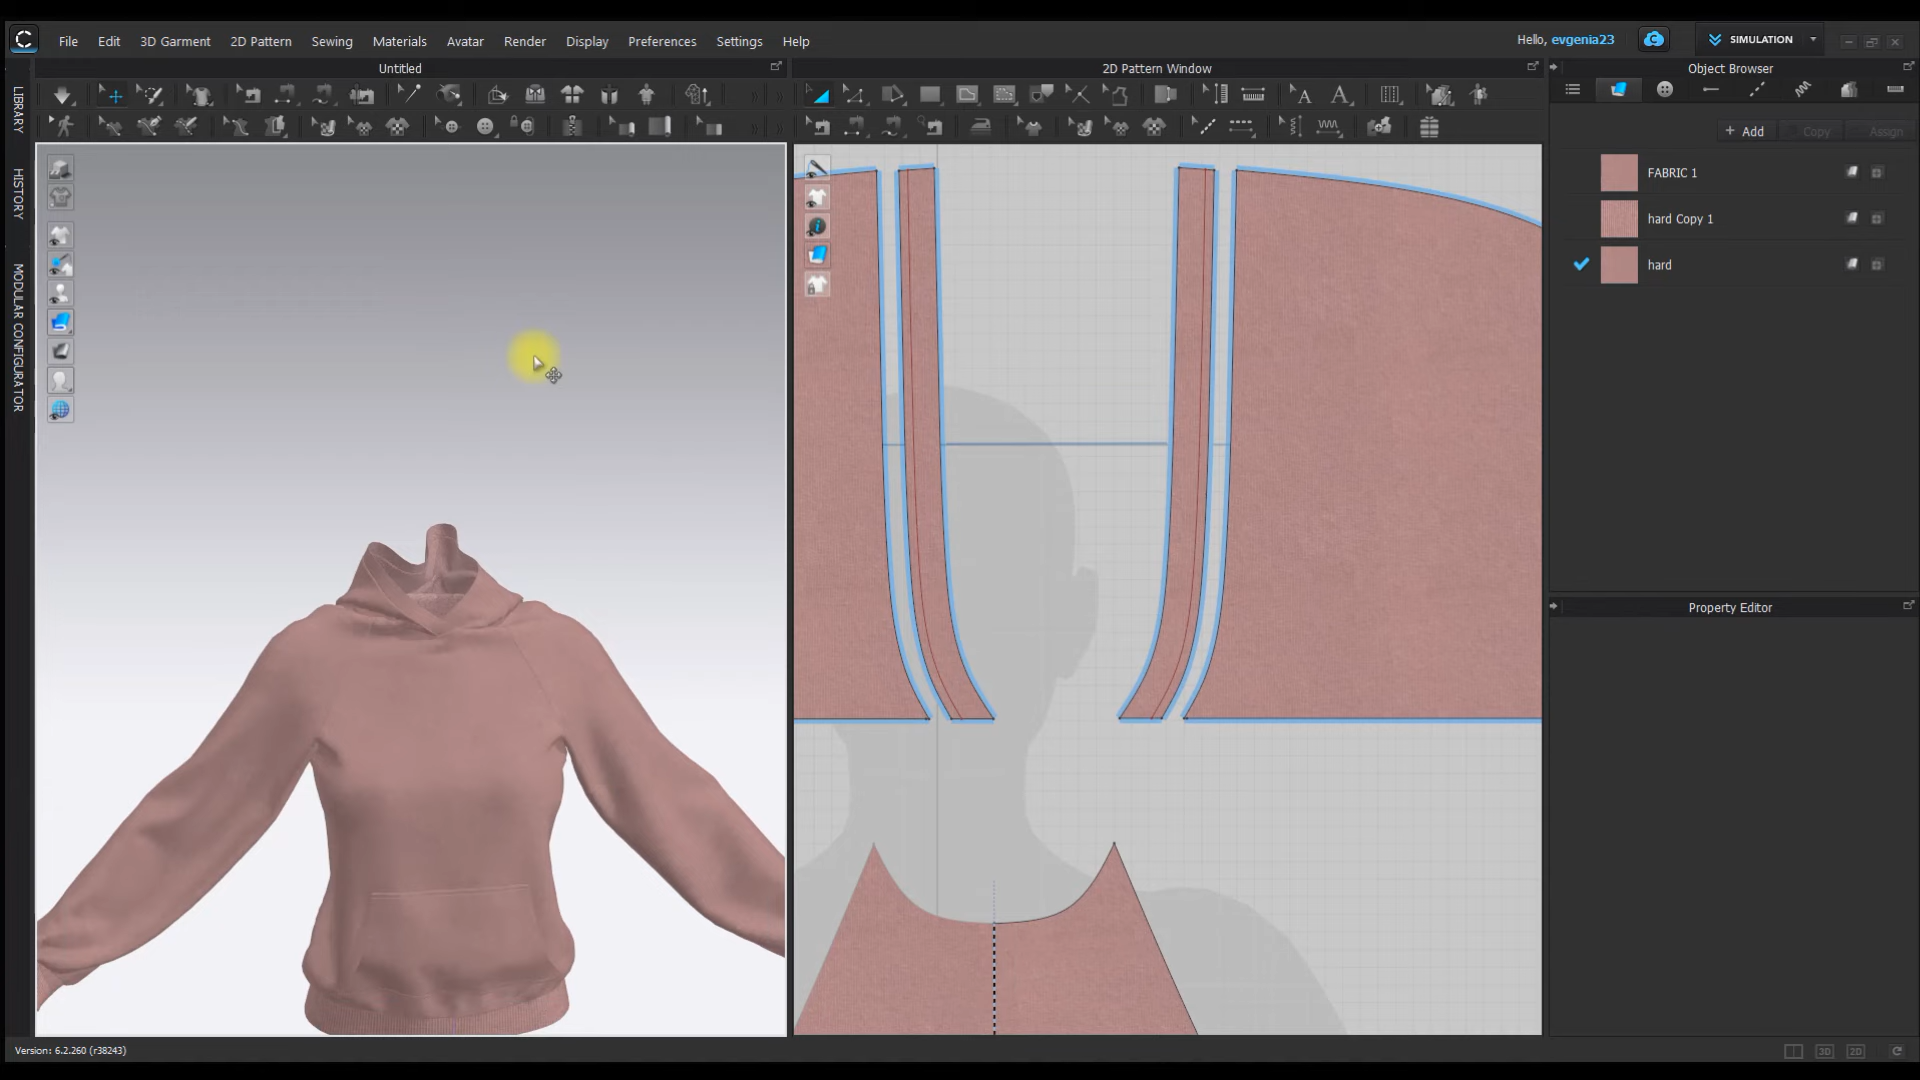 File Edit 3D Garment 2D Pattern Sewing Materials Avatar Render Display Preferences Settings Help
Hello, evgenia23
SIMULATION
Untitled
2D Pattern Window
Object Browser
LIBRARY
HISTORY
MODULAR CONFIGURATOR
+ Add
Copy
Assign
FABRIC 1
hard Copy 1
hard
Property Editor
Version: 6.2.260 (r38243)
3D
2D